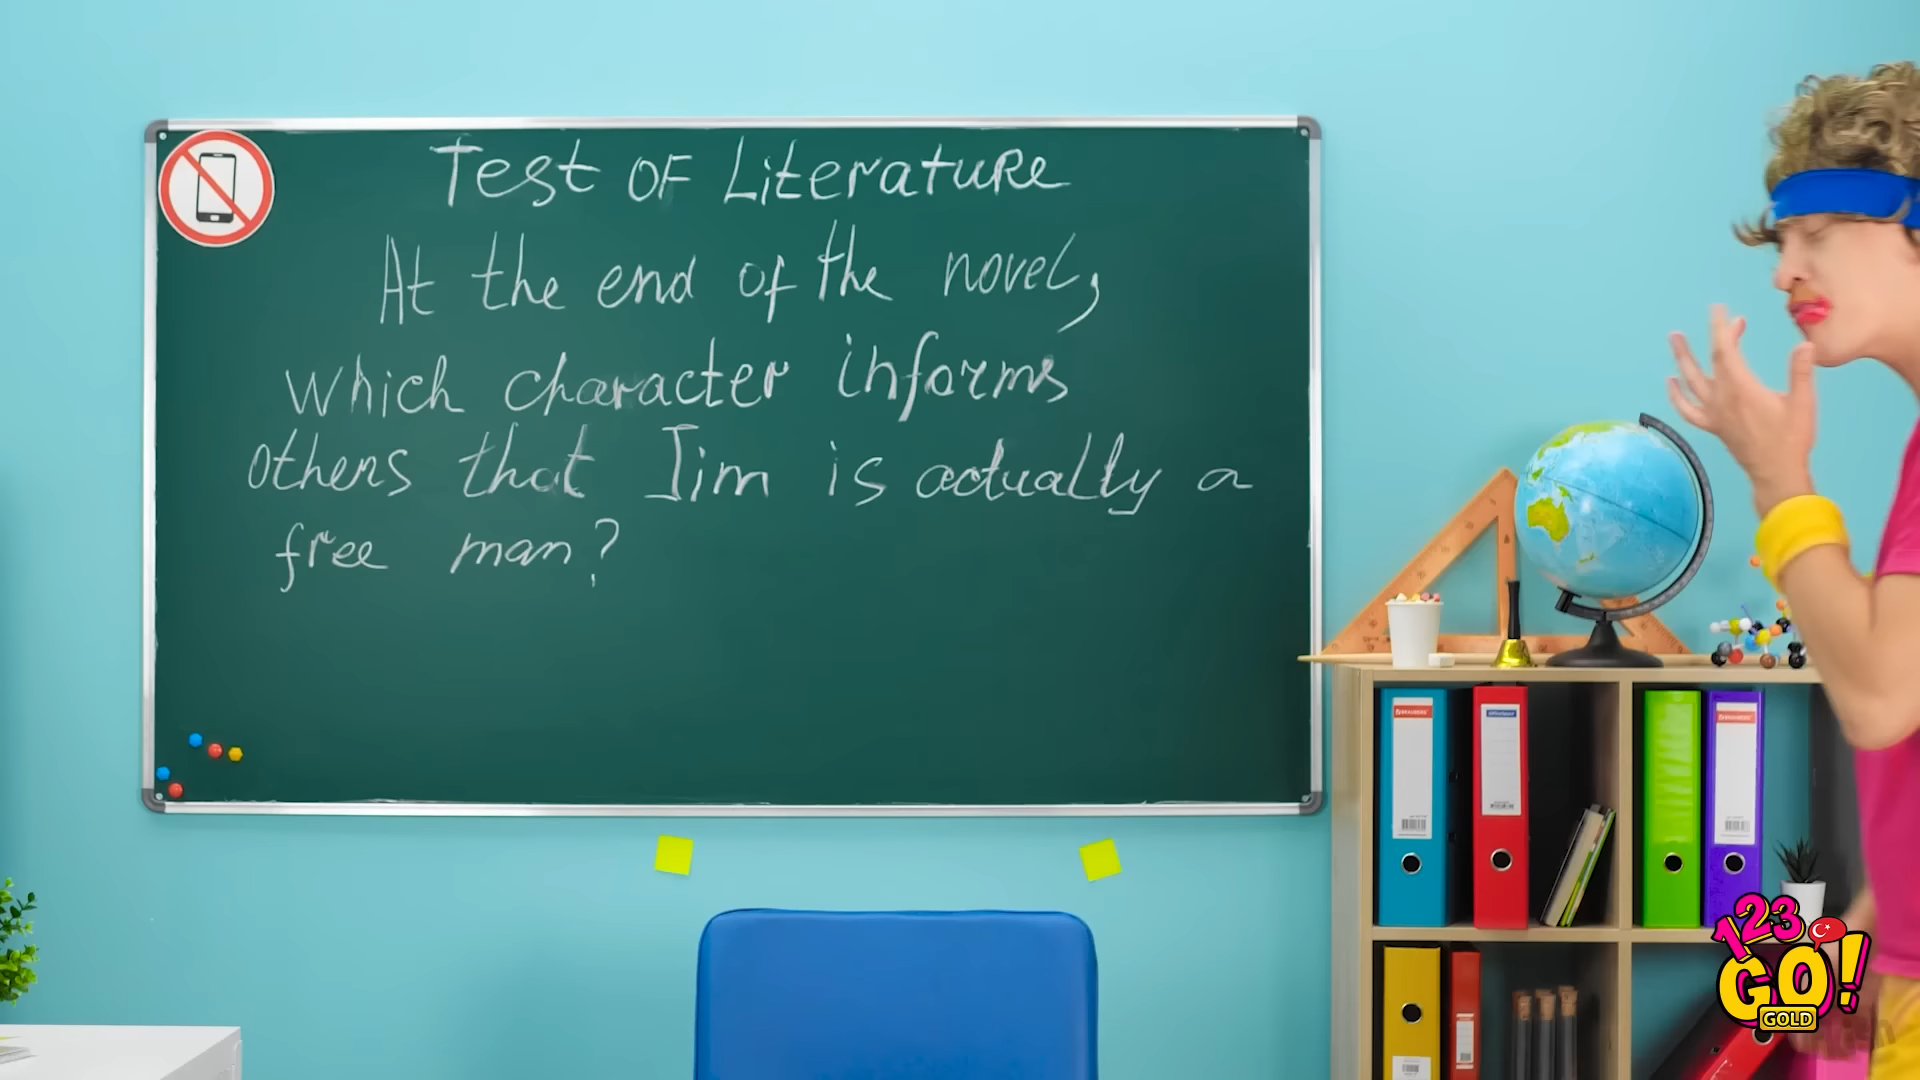 Test of Literature
At the end of the novel,
which character informs
others that Jim is actually a
free man?
123
GO!
GOLD